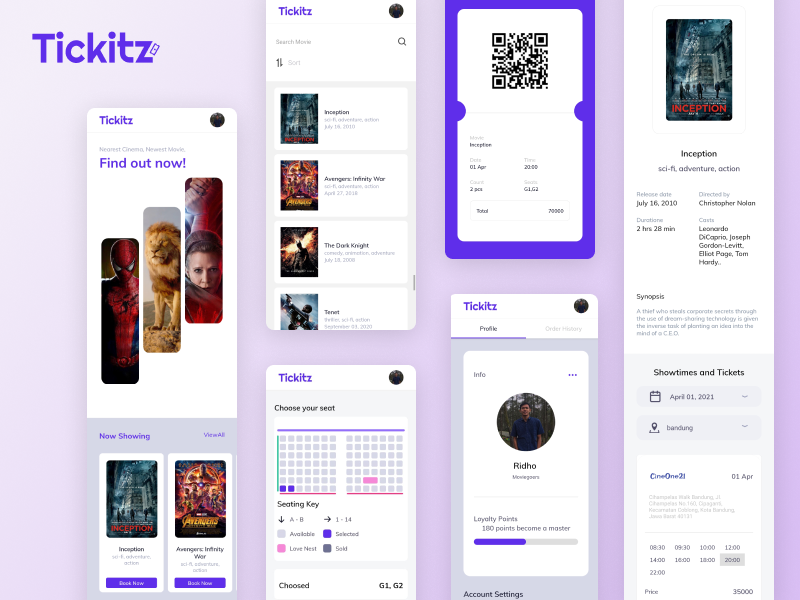 Tickitz
Tickitz
Nearest Cinema, Newest Movie,
Find out now!
Now Showing
ViewAll
INCEPTION
Inception
sci-fi, adventure,
action
Book Now
AVENGERS
Avengers: Infinity
War
sci-fi, adventure,
action
Book Now
Tickitz
Search Movie
Sort
INCEPTION
Inception
sci-fi, adventure, action
July 16, 2010
AVENGERS
Avengers: Infinity War
sci-fi, adventure, action
April 27, 2018
The Dark Knight
comedy, animation, adventure
July 18, 2008
Tenet
thriller, sci-fi, action
September 03, 2020
Tickitz
Choose your seat
Seating Key
A - B
1 - 14
Available
Selected
Love Nest
Sold
Choosed
G1, G2
Movie
Inception
Date
Time
01 Apr
20:00
Count
Seats
2 pcs
G1,G2
Total
70000
Tickitz
Profile
Order History
Info
Ridho
Moviegoers
Loyalty Points
180 points become a master
Account Settings
INCEPTION
Inception
sci-fi, adventure, action
Release date
Directed by
July 16, 2010
Christopher Nolan
Durations
Casts
2 hrs 28 min
Leonardo
DiCaprio, Joseph
Gordon-Levitt,
Elliot Page, Tom
Hardy..
Synopsis
A thief who steals corporate secrets through
the use of dream-sharing technology is given
the inverse task of planting an idea into the
mind of a C.E.O.
Showtimes and Tickets
April 01, 2021
bandung
CineOne21
01 Apr
Cihampelas Walk Bandung, Jl.
Cihampelas No.160, Cipaganti,
Kecamatan Coblong, Kota Bandung,
Jawa Barat 40131
08:30 09:30 10:00 12:00
14:00 16:00 18:00 20:00
22:00
Price
35000